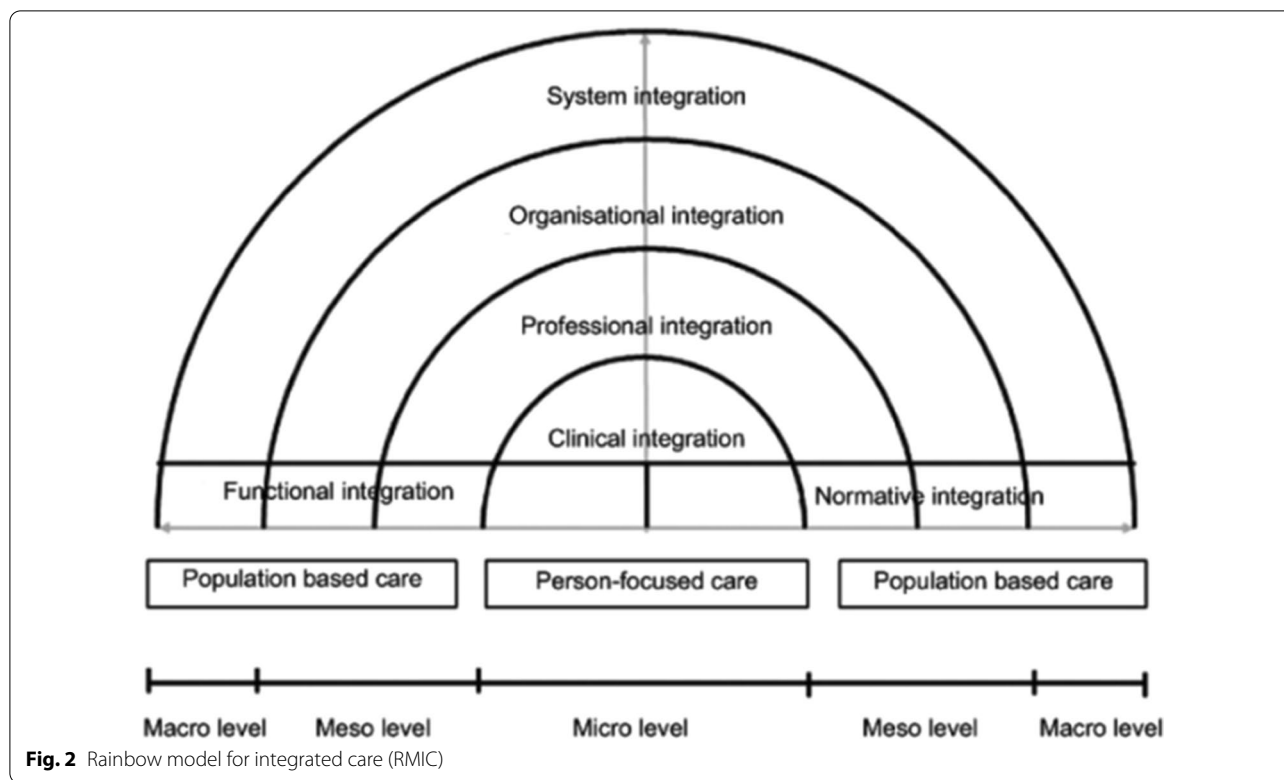 System integration
Organisational integration
Professional integration
Clinical integration
Functional integration
Normative integration
Population based care
Person-focused care
Population based care
Macro level
Meso level
Micro level
Meso level
Macro level
Fig. 2 Rainbow model for integrated care (RMIC)